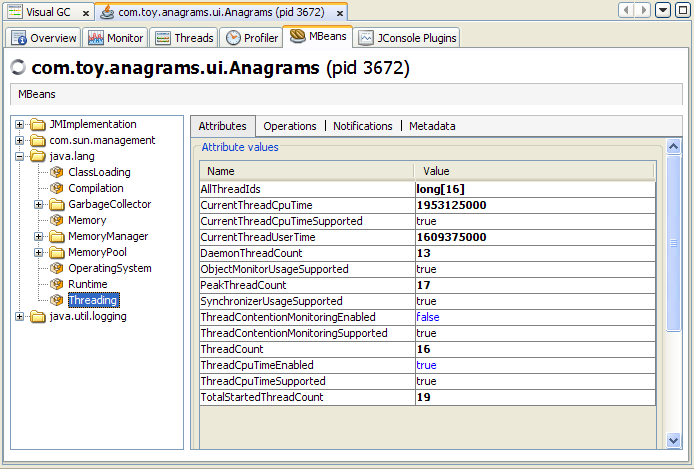 Visual GC com.toy.anagrams.ui.Anagrams (pid 3672)
Overview Monitor Threads Profiler MBeans JConsole Plugins
com.toy.anagrams.ui.Anagrams (pid 3672)
MBeans
JMImplementation
com.sun.management
java.lang
ClassLoading
Compilation
GarbageCollector
Memory
MemoryManager
MemoryPool
OperatingSystem
Runtime
Threading
java.util.logging
Attributes Operations Notifications Metadata
Attribute values
Name Value
AllThreadIds long[16]
CurrentThreadCpuTime 1953125000
CurrentThreadCpuTimeSupported true
CurrentThreadUserTime 1609375000
DaemonThreadCount 13
ObjectMonitorUsageSupported true
PeakThreadCount 17
SynchronizerUsageSupported true
ThreadContentionMonitoringEnabled false
ThreadContentionMonitoringSupported true
ThreadCount 16
ThreadCpuTimeEnabled true
ThreadCpuTimeSupported true
TotalStartedThreadCount 19